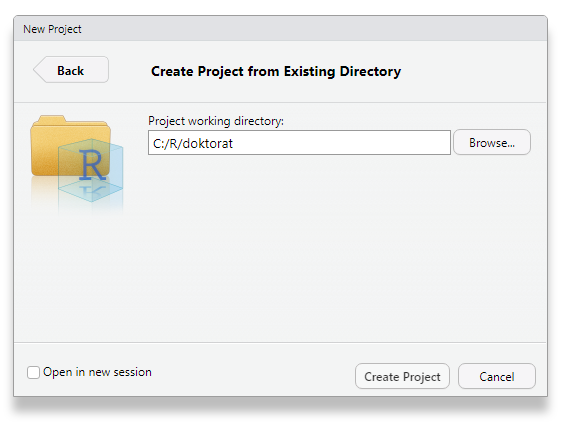 New Project
Back
Create Project from Existing Directory
Project working directory:
C:/R/doktorat
Browse...
R
Open in new session
Create Project
Cancel